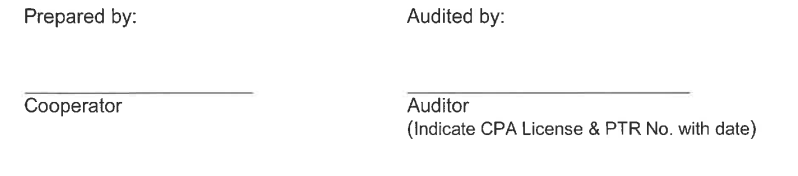 Prepared by:
Audited by:
Cooperator
Auditor
(Indicate CPA License & PTR No. with date)